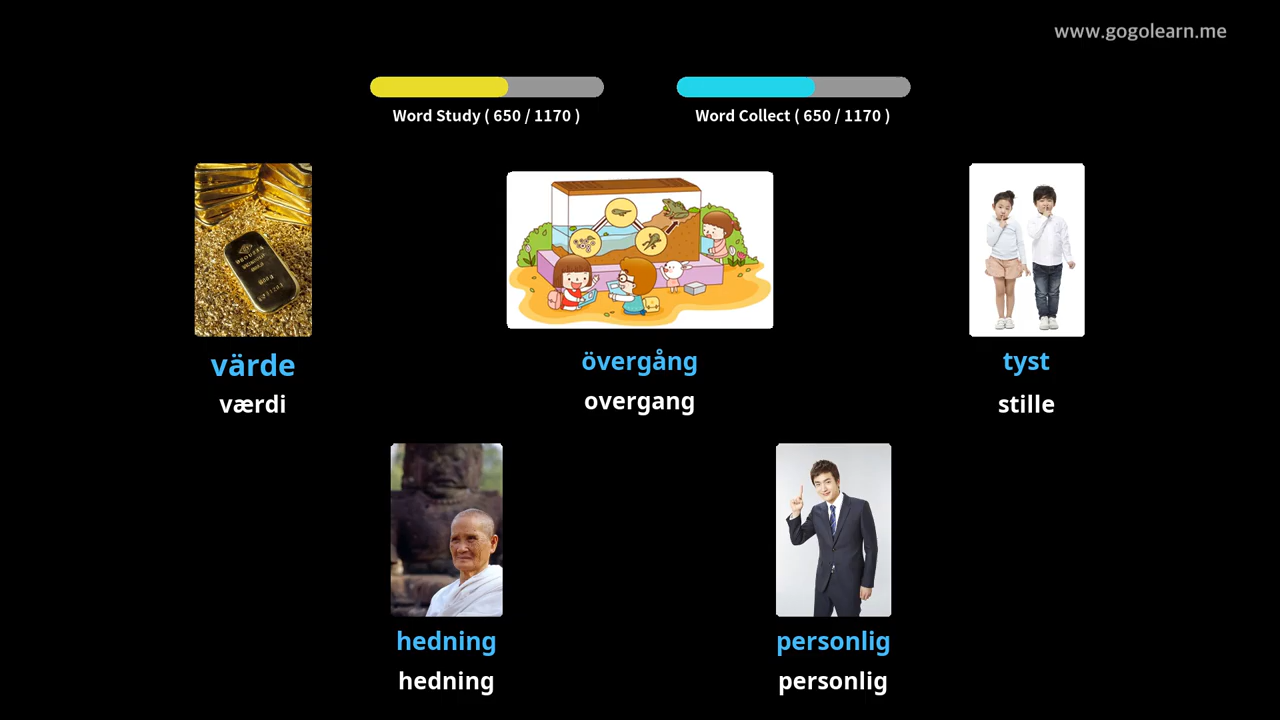 www.gogolearn.me
Word Study ( 650 / 1170 )
Word Collect ( 650 / 1170 )
värde
övergång
tyst
værdi
overgang
stille
hedning
personlig
hedning
personlig